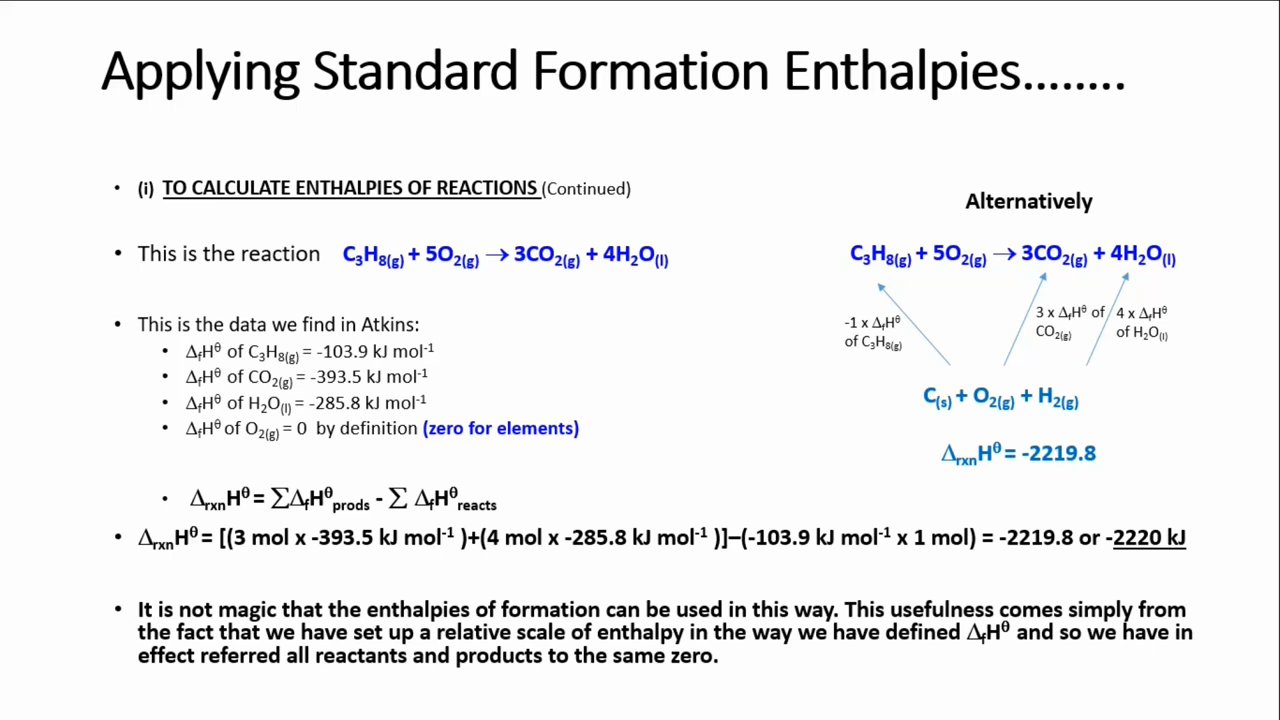 Applying Standard Formation Enthalpies........
• (i) TO CALCULATE ENTHALPIES OF REACTIONS (Continued)
• This is the reaction C₃H₈(g) + 5O₂(g) → 3CO₂(g) + 4H₂O(l)
• This is the data we find in Atkins:
• ΔfHᶿ of C₃H₈(g) = -103.9 kJ mol⁻¹
• ΔfHᶿ of CO₂(g) = -393.5 kJ mol⁻¹
• ΔfHᶿ of H₂O(l) = -285.8 kJ mol⁻¹
• ΔfHᶿ of O₂(g) = 0 by definition (zero for elements)
• ΔrxnHᶿ = ∑ΔfHᶿprods - ∑ ΔfHᶿreacts
Alternatively
C₃H₈(g) + 5O₂(g) → 3CO₂(g) + 4H₂O(l)
-1 x ΔfHᶿ
of C₃H₈(g)
3 x ΔfHᶿ of
CO₂(g)
4 x ΔfHᶿ
of H₂O(l)
C(s) + O₂(g) + H₂(g)
ΔrxnHᶿ = -2219.8
• ΔrxnHᶿ = [(3 mol x -393.5 kJ mol⁻¹ )+(4 mol x -285.8 kJ mol⁻¹ )]–(-103.9 kJ mol⁻¹ x 1 mol) = -2219.8 or -2220 kJ
• It is not magic that the enthalpies of formation can be used in this way. This usefulness comes simply from
the fact that we have set up a relative scale of enthalpy in the way we have defined ΔfHᶿ and so we have in
effect referred all reactants and products to the same zero.